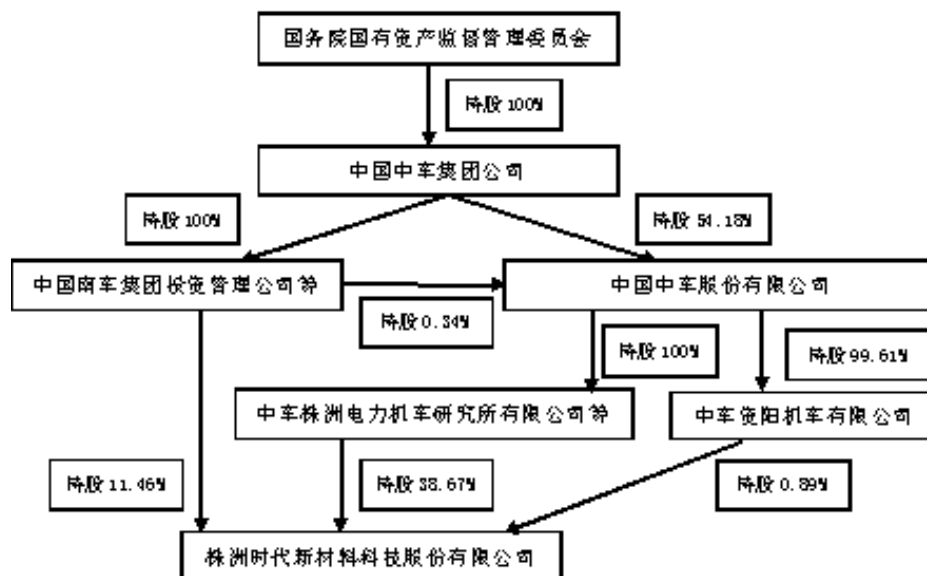 国务院国有资产监督管理委员会
持股 100%
中国中车集团公司
持股 100%
持股 54.18%
中国南车集团投资管理公司等
中国中车股份有限公司
持股 0.34%
持股 100%
持股 99.61%
中车株洲电力机车研究所有限公司等
中车资阳机车有限公司
持股 11.46%
持股 38.67%
持股 0.89%
株洲时代新材料科技股份有限公司